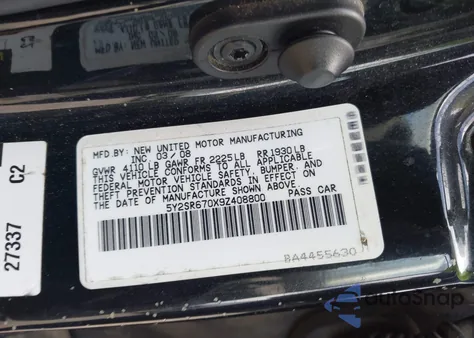 MFD.BY: NEW UNITED MOTOR MANUFACTURING
INC. 03/08
GVWR 4110 LB GAWR FR 2225LB RR1930LB
THIS VEHICLE CONFORMS TO ALL APPLICABLE
FEDERAL MOTOR VEHICLE SAFETY, BUMPER, AND
THEFT PREVENTION STANDARDS IN EFFECT ON
THE DATE OF MANUFACTURE SHOWN ABOVE.
5Y2SR670X9Z408800 PASS CAR
BA4455630
27337 C2
AutoSnap